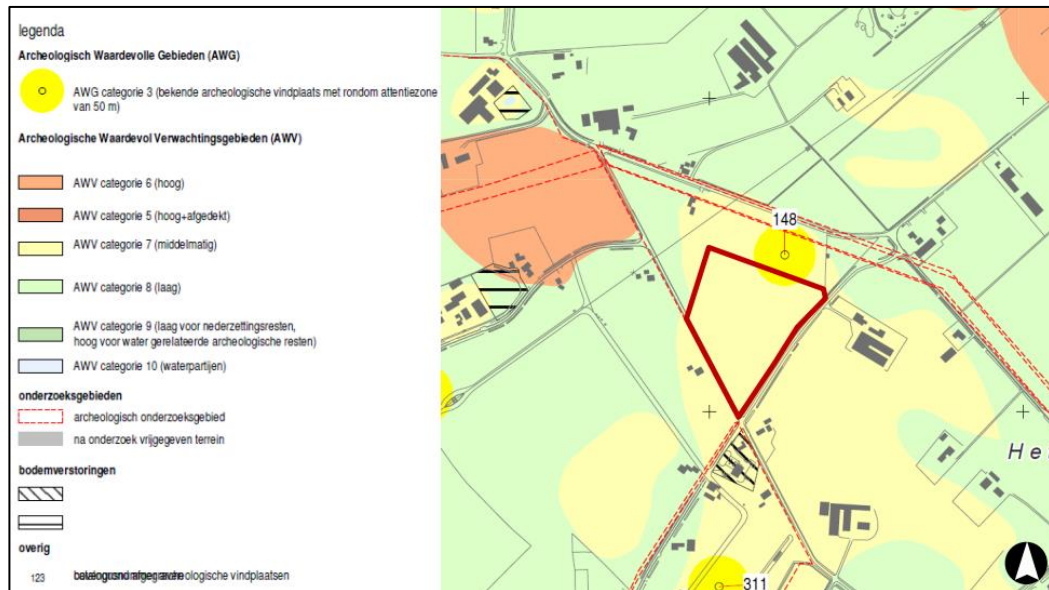 legenda
Archeologisch Waardevolle Gebieden (AWG)
AWG categorie 3 (bekende archeologische vindplaats met rondom attentiezone
van 50 m)
Archeologische Waardevol Verwachtingsgebieden (AWV)
AWV categorie 6 (hoog)
AWV categorie 5 (hoog+afgedekt)
AWV categorie 7 (middelmatig)
AWV categorie 8 (laag)
AWV categorie 9 (laag voor nederzettingsresten,
hoog voor water gerelateerde archeologische resten)
AWV categorie 10 (waterpartijen)
onderzoeksgebieden
archeologisch onderzoeksgebied
na onderzoek vrijgegeven terrein
bodemverstoringen
overig
123 archeologische vindplaatsen
148
He
311